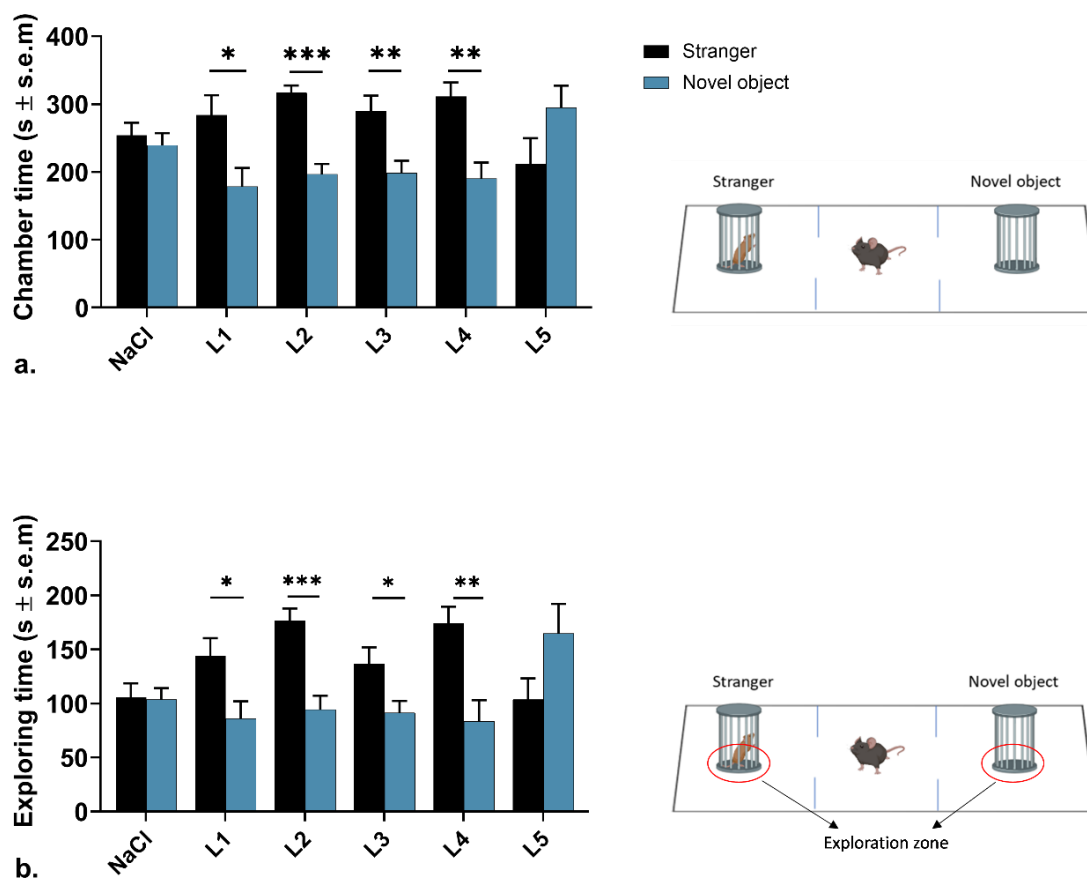 Chamber time (s ± s.e.m)
400
300
200
100
0
*
***
**
**
NaCl
L1
L2
L3
L4
L5
a.
Stranger
Novel object
Stranger
Novel object
Exploring time (s ± s.e.m)
250
200
150
100
50
0
*
***
*
**
NaCl
L1
L2
L3
L4
L5
b.
Stranger
Novel object
Exploration zone